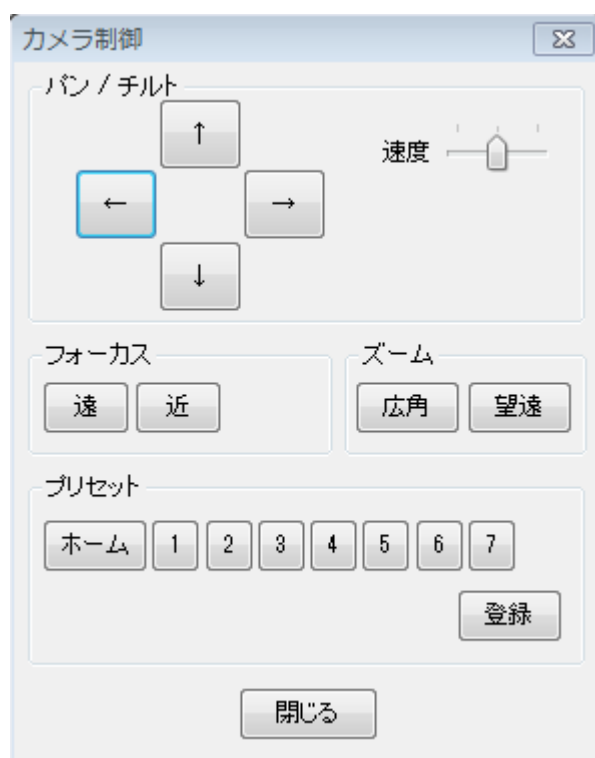 カメラ制御
パン / チルト
↑
速度
← →
↓
フォーカス ズーム
遠 近 広角 望遠
プリセット
ホーム 1 2 3 4 5 6 7
登録
閉じる